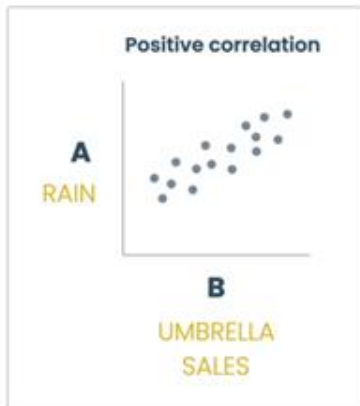 Positive correlation
A
RAIN
B
UMBRELLA
SALES